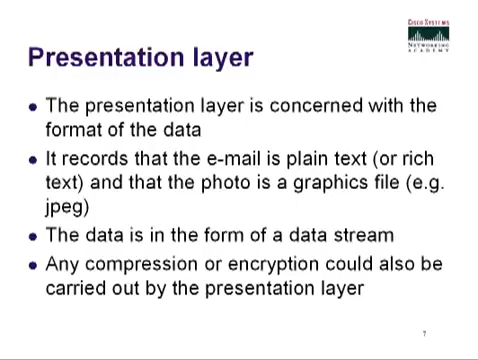 CISCO SYSTEMS
NETWORKING
ACADEMY
Presentation layer
● The presentation layer is concerned with the
format of the data
● It records that the e-mail is plain text (or rich
text) and that the photo is a graphics file (e.g.
jpeg)
● The data is in the form of a data stream
● Any compression or encryption could also be
carried out by the presentation layer
7